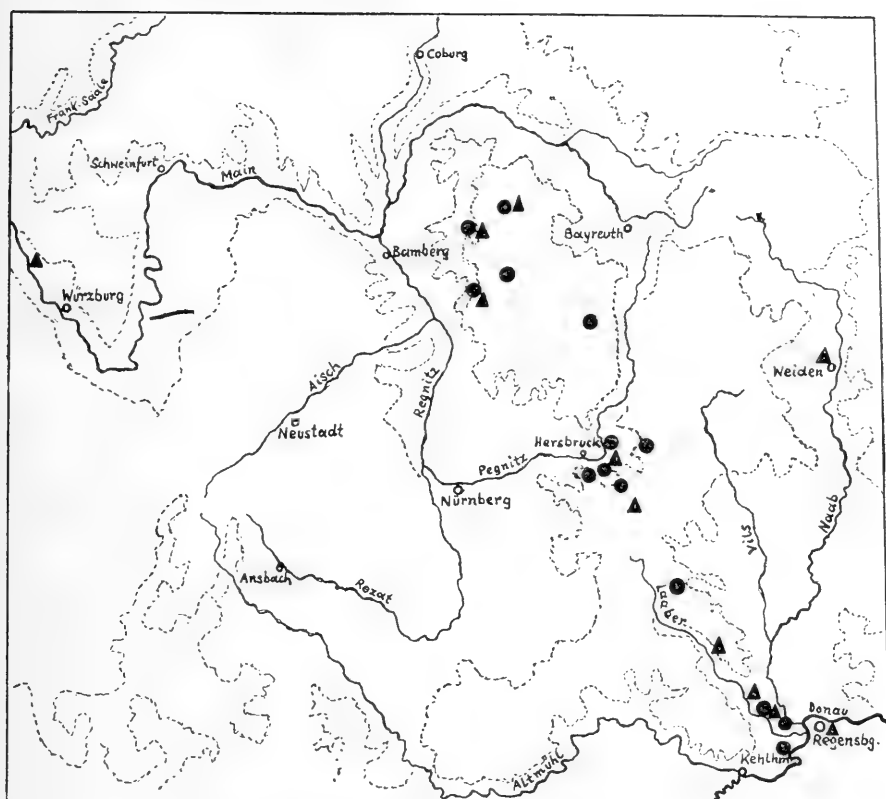 Coburg
Frank. Saale
Schweinfurt
Main
Bayreuth
Bamberg
Würzburg
Weiden
Aisch
Regnitz
Neustadt
Hersbruck
Pegnitz
Nürnberg
Naab
Vils
Ansbach
Rezat
Laaber
Donau
Regensbg.
Kehlhm.
Altmühl